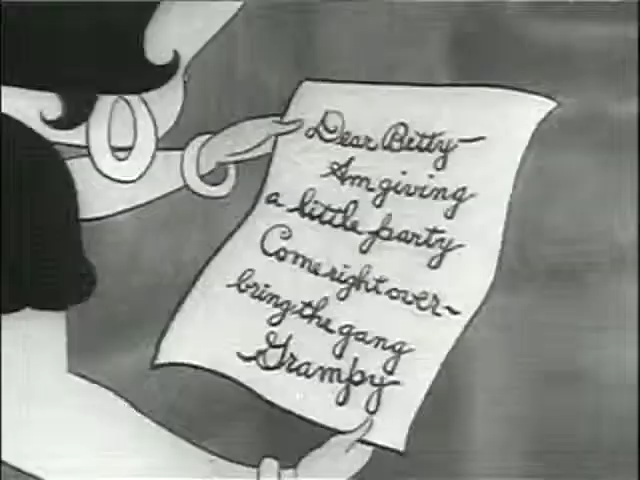 Dear Betty—
Am giving
a little party
Come right over~
bring the gang
Grampy